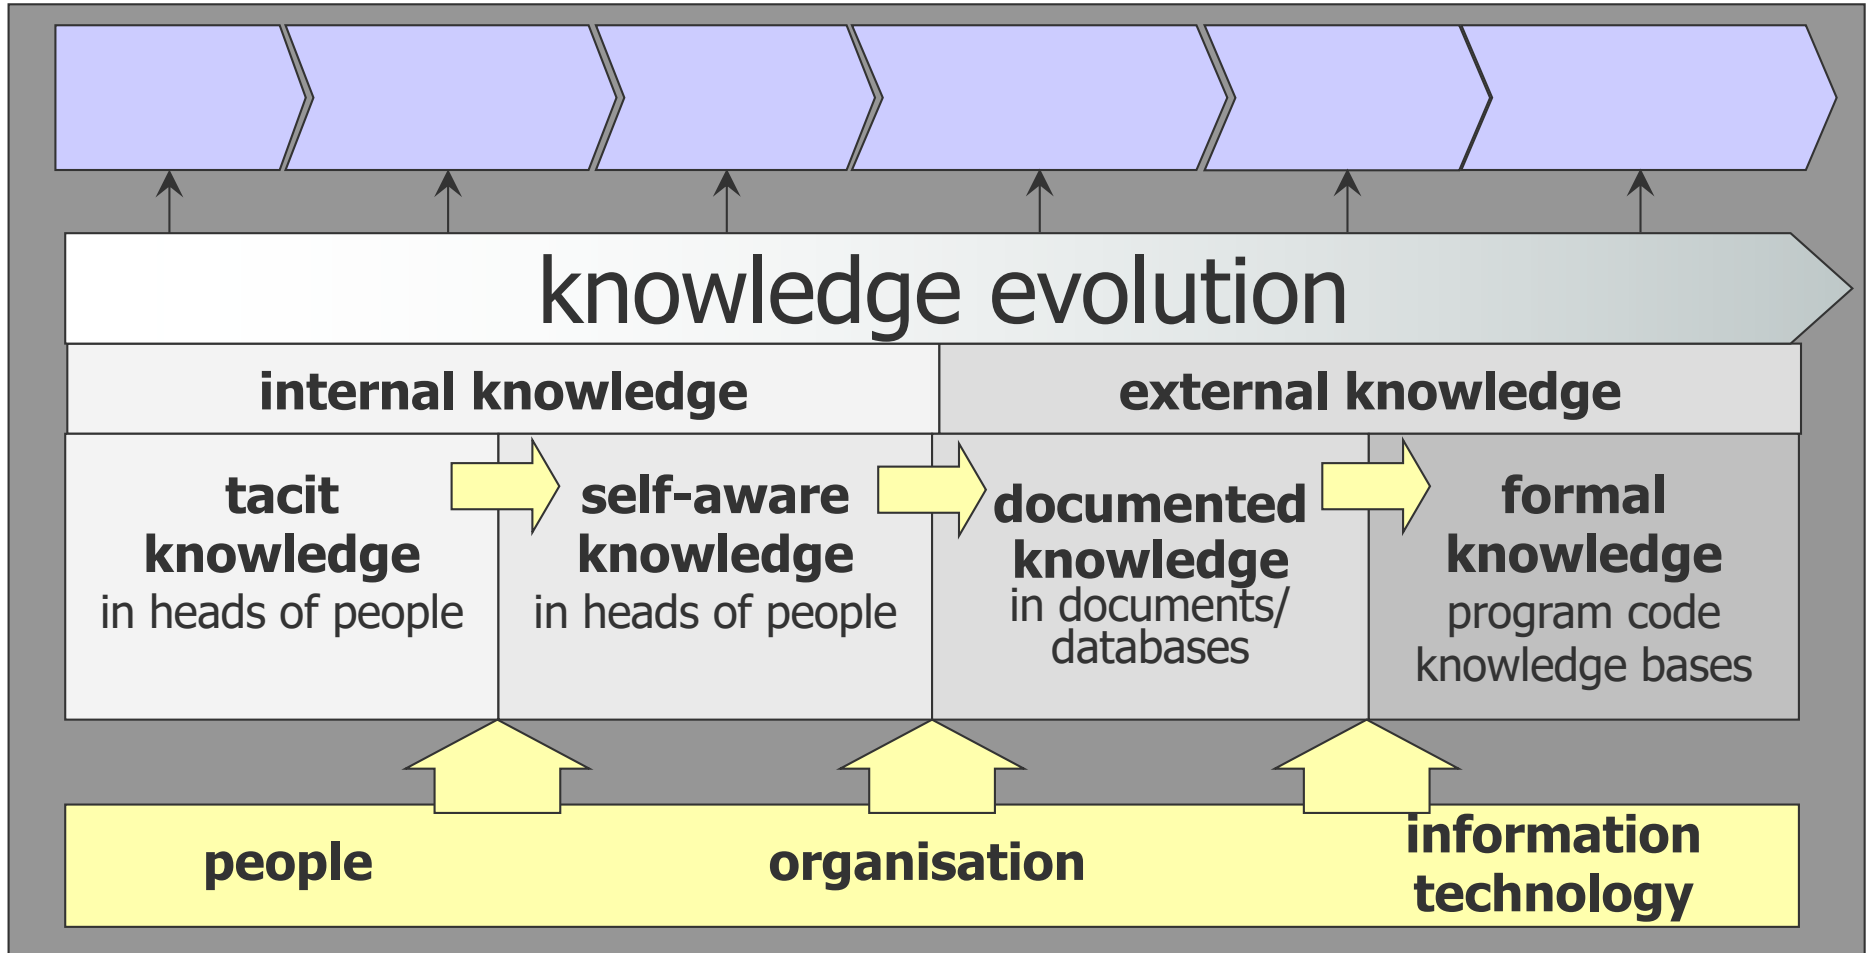 knowledge evolution
internal knowledge
external knowledge
tacit
knowledge
in heads of people
self-aware
knowledge
in heads of people
documented
knowledge
in documents/
databases
formal
knowledge
program code
knowledge bases
people
organisation
information
technology